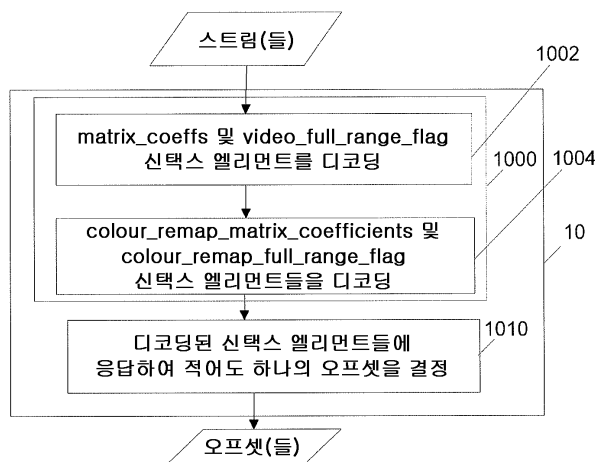 스트림(들)
1002
matrix_coeffs 및 video_full_range_flag
신택스 엘리먼트를 디코딩
1000
1004
colour_remap_matrix_coefficients 및
colour_remap_full_range_flag
신택스 엘리먼트들을 디코딩
10
디코딩된 신택스 엘리먼트들에
응답하여 적어도 하나의 오프셋을 결정
1010
오프셋(들)